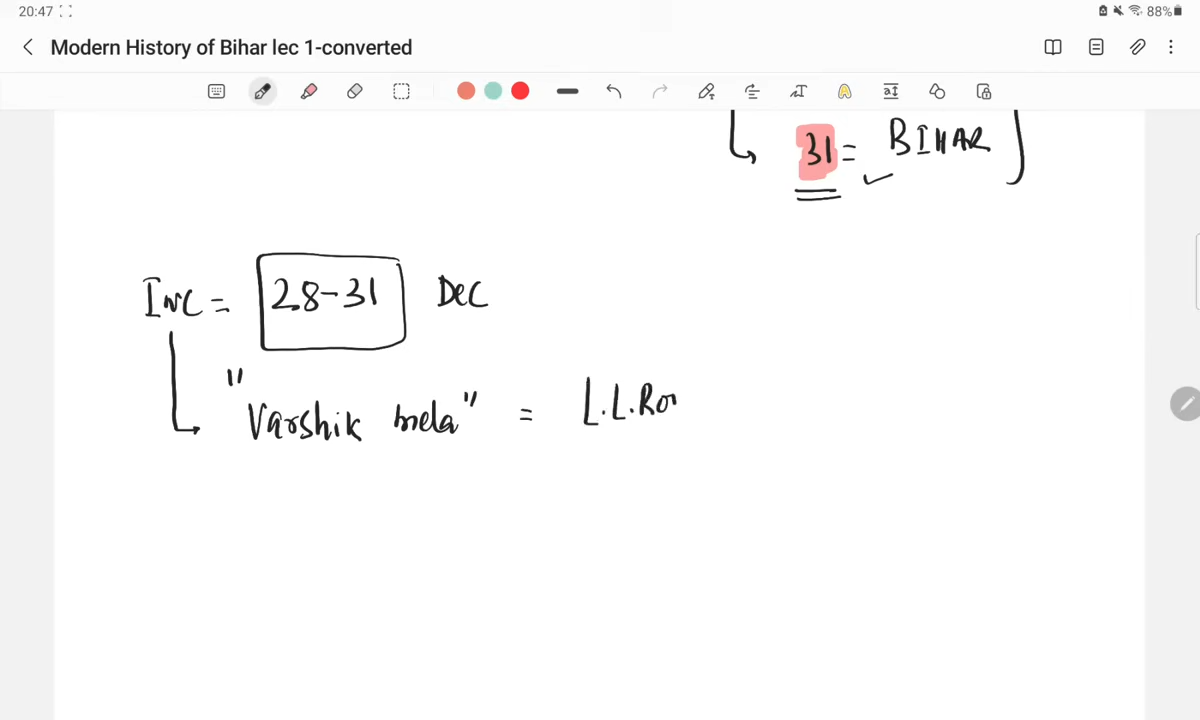 20:47
88%
Modern History of Bihar lec 1-converted
31 = BIHAR
INC = 28-31 DEC
"Varshik mela" = L.L.Ro